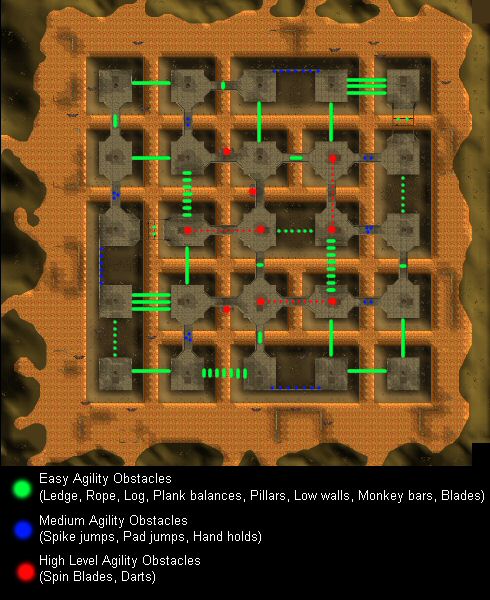 Easy Agility Obstacles
(Ledge, Rope, Log, Plank balances, Pillars, Low walls, Monkey bars, Blades)
Medium Agility Obstacles
(Spike jumps, Pad jumps, Hand holds)
High Level Agility Obstacles
(Spin Blades, Darts)